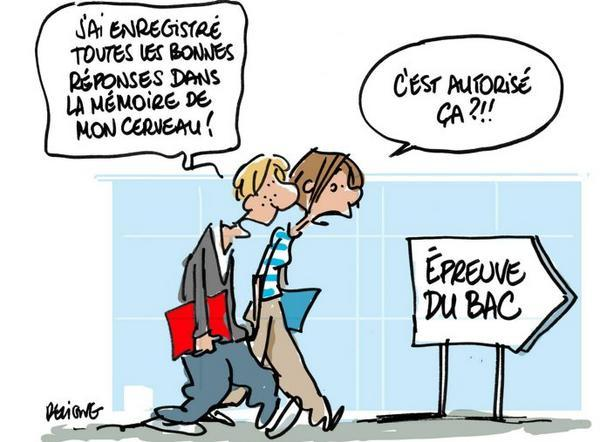 J'AI ENREGISTRÉ
TOUTES LES BONNES
RÉPONSES DANS
LA MÉMOIRE DE
MON CERVEAU !
C'EST AUTORISÉ
ÇA ?!!
ÉPREUVE
DU BAC
DELIGNE